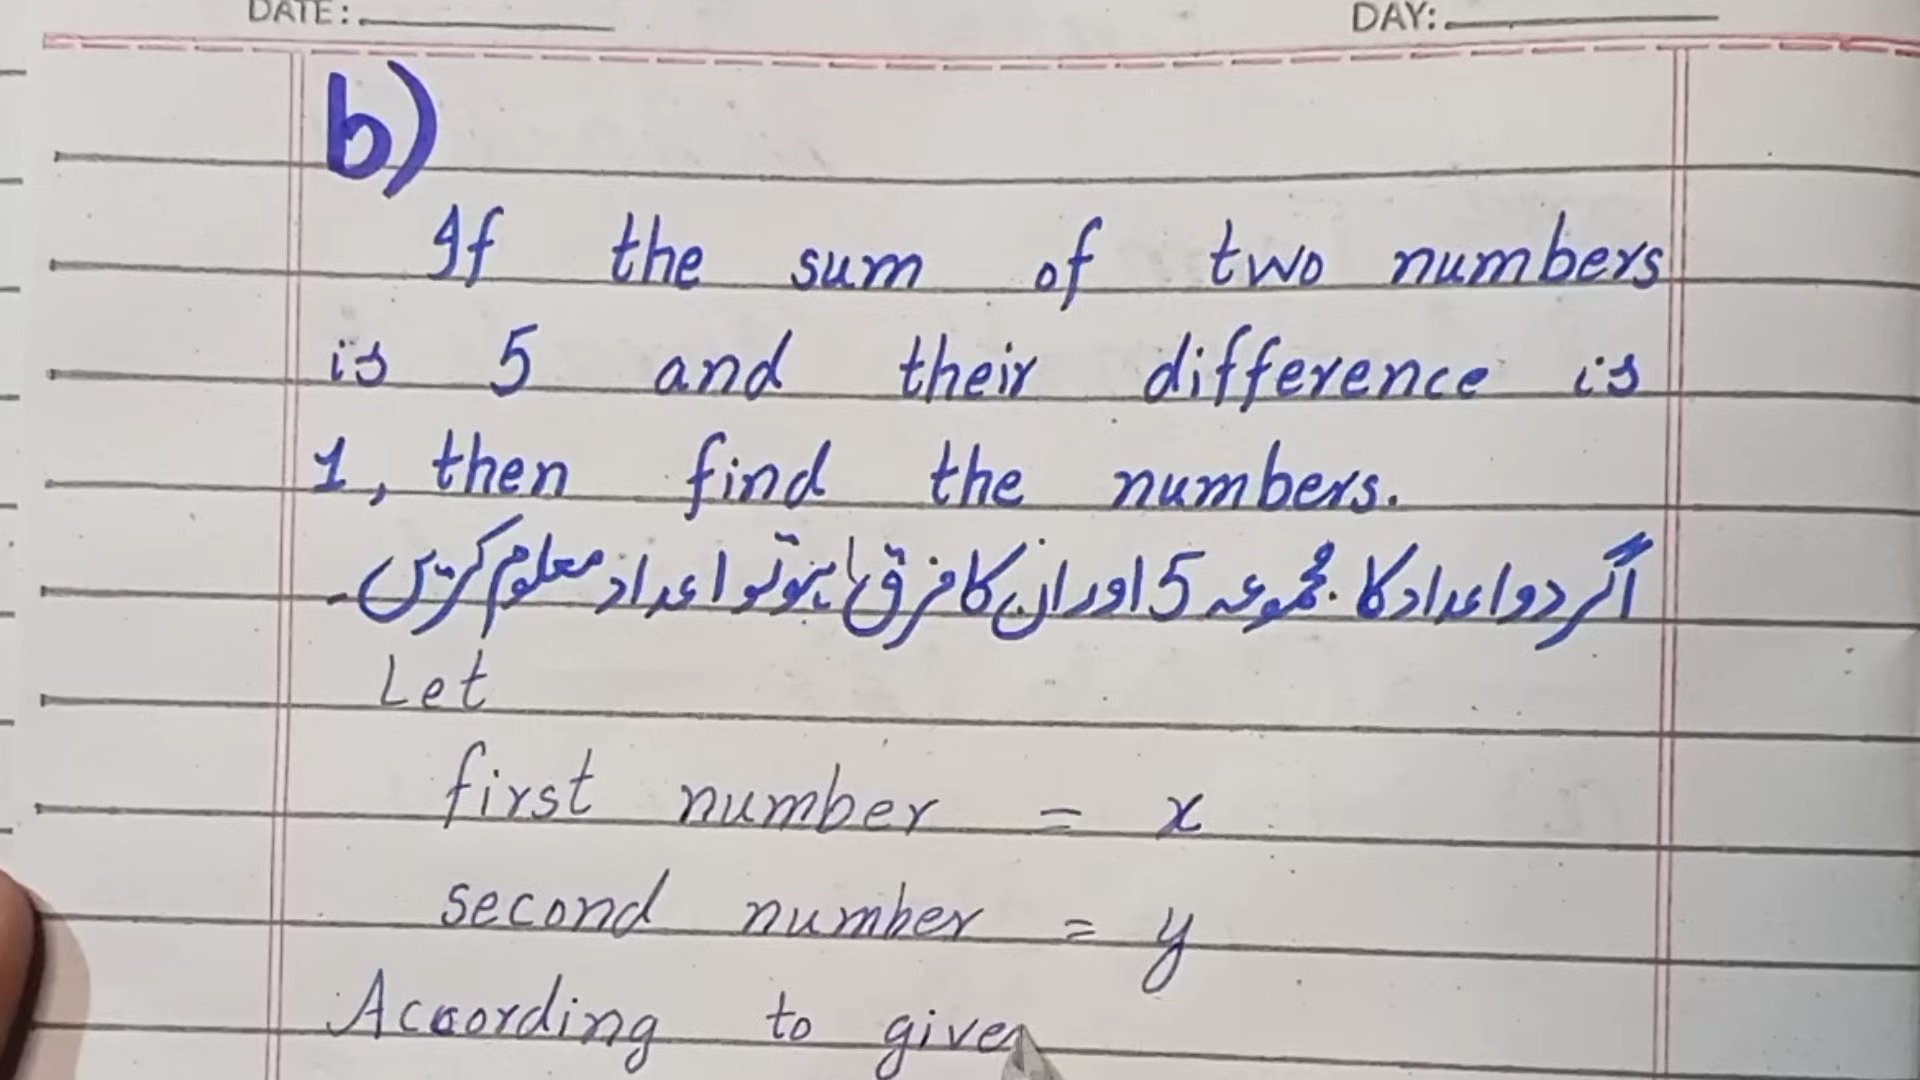 DATE: DAY:
b)
If the sum of two numbers
is 5 and their difference is
1, then find the numbers.
اگر دو اعداد کا مجموعہ 5 اور ان کا فرق 1 ہو تو اعداد معلوم کریں۔
Let
first number = x
second number = y
According to given